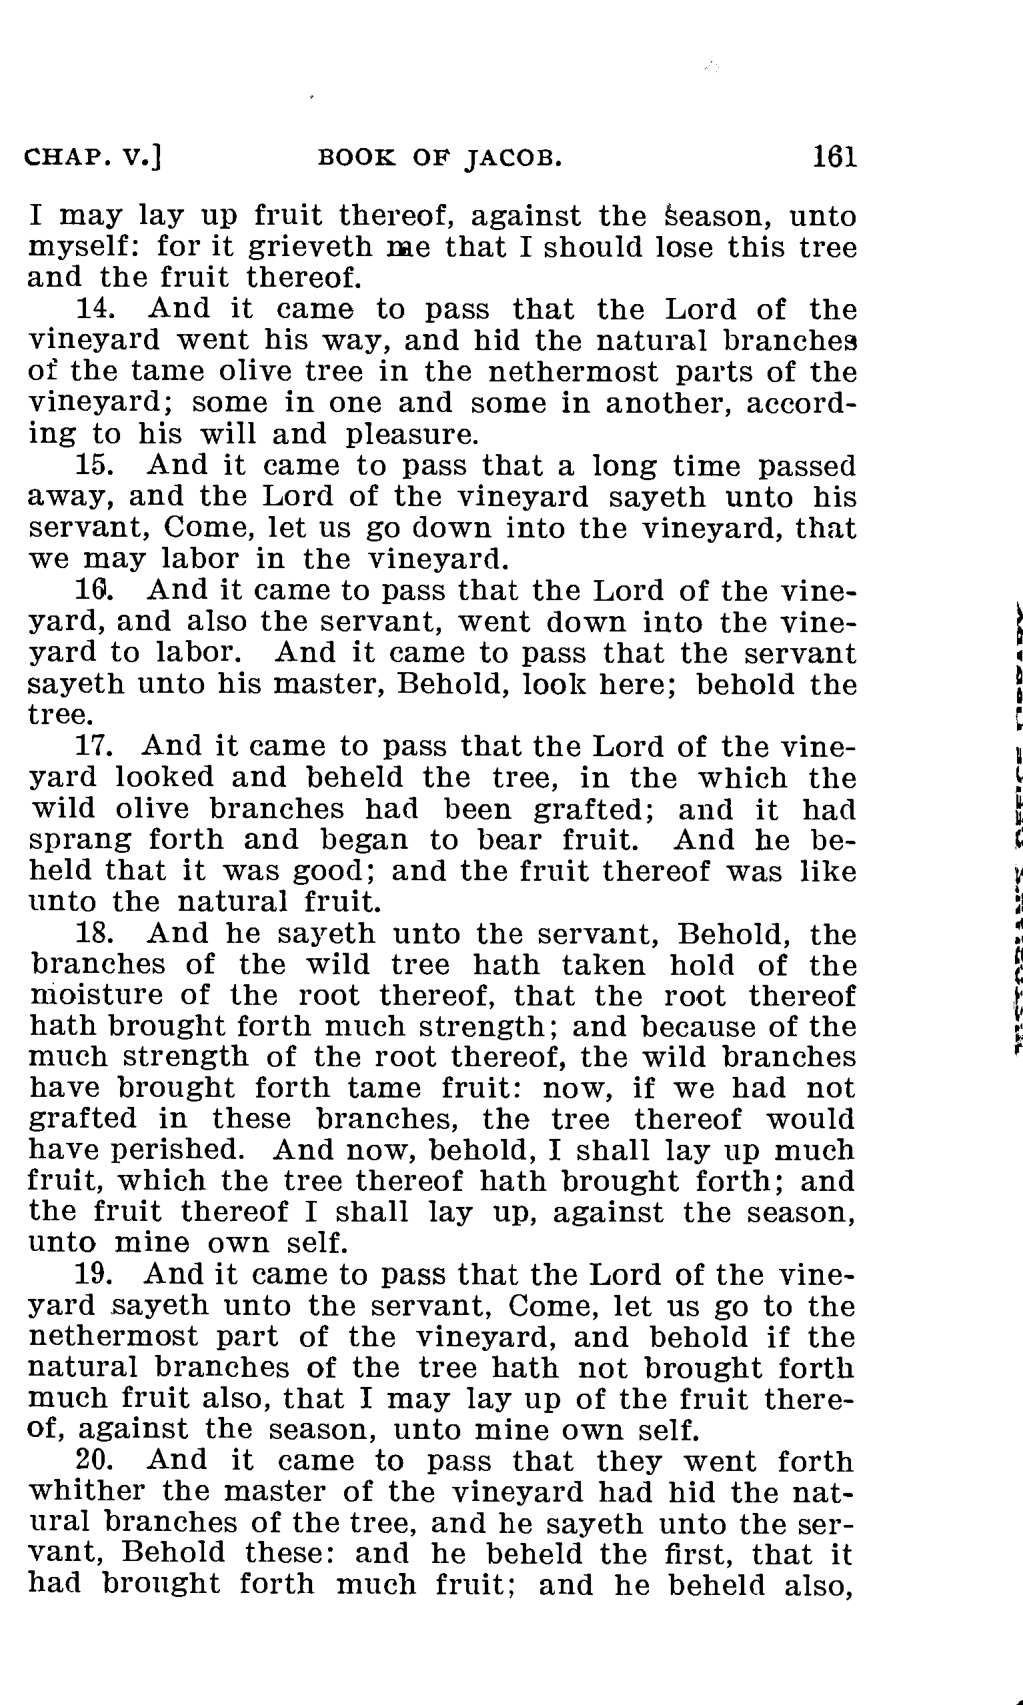 CHAP. V.] BOOK OF JACOB. 161
I may lay up fruit thereof, against the season, unto
myself: for it grieveth me that I should lose this tree
and the fruit thereof.
14. And it came to pass that the Lord of the
vineyard went his way, and hid the natural branches
of the tame olive tree in the nethermost parts of the
vineyard; some in one and some in another, accord-
ing to his will and pleasure.
15. And it came to pass that a long time passed
away, and the Lord of the vineyard sayeth unto his
servant, Come, let us go down into the vineyard, that
we may labor in the vineyard.
16. And it came to pass that the Lord of the vine-
yard, and also the servant, went down into the vine-
yard to labor. And it came to pass that the servant
sayeth unto his master, Behold, look here; behold the
tree.
17. And it came to pass that the Lord of the vine-
yard looked and beheld the tree, in the which the
wild olive branches had been grafted; and it had
sprang forth and began to bear fruit. And he be-
held that it was good; and the fruit thereof was like
unto the natural fruit.
18. And he sayeth unto the servant, Behold, the
branches of the wild tree hath taken hold of the
moisture of the root thereof, that the root thereof
hath brought forth much strength; and because of the
much strength of the root thereof, the wild branches
have brought forth tame fruit: now, if we had not
grafted in these branches, the tree thereof would
have perished. And now, behold, I shall lay up much
fruit, which the tree thereof hath brought forth; and
the fruit thereof I shall lay up, against the season,
unto mine own self.
19. And it came to pass that the Lord of the vine-
yard sayeth unto the servant, Come, let us go to the
nethermost part of the vineyard, and behold if the
natural branches of the tree hath not brought forth
much fruit also, that I may lay up of the fruit there-
of, against the season, unto mine own self.
20. And it came to pass that they went forth
whither the master of the vineyard had hid the nat-
ural branches of the tree, and he sayeth unto the ser-
vant, Behold these: and he beheld the first, that it
had brought forth much fruit; and he beheld also,